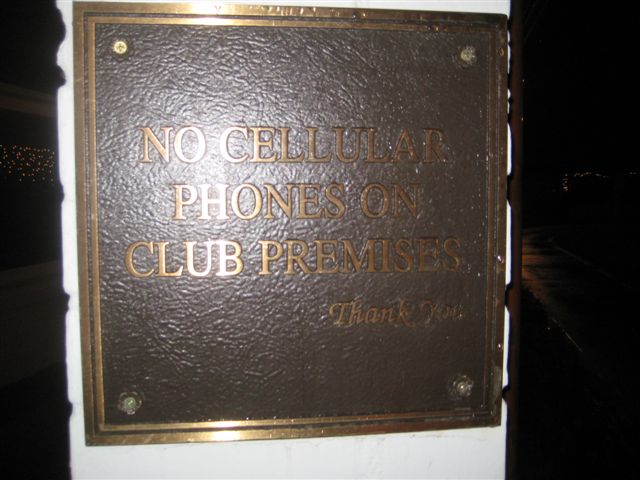 NO CELLULAR
PHONES ON
CLUB PREMISES
Thank You